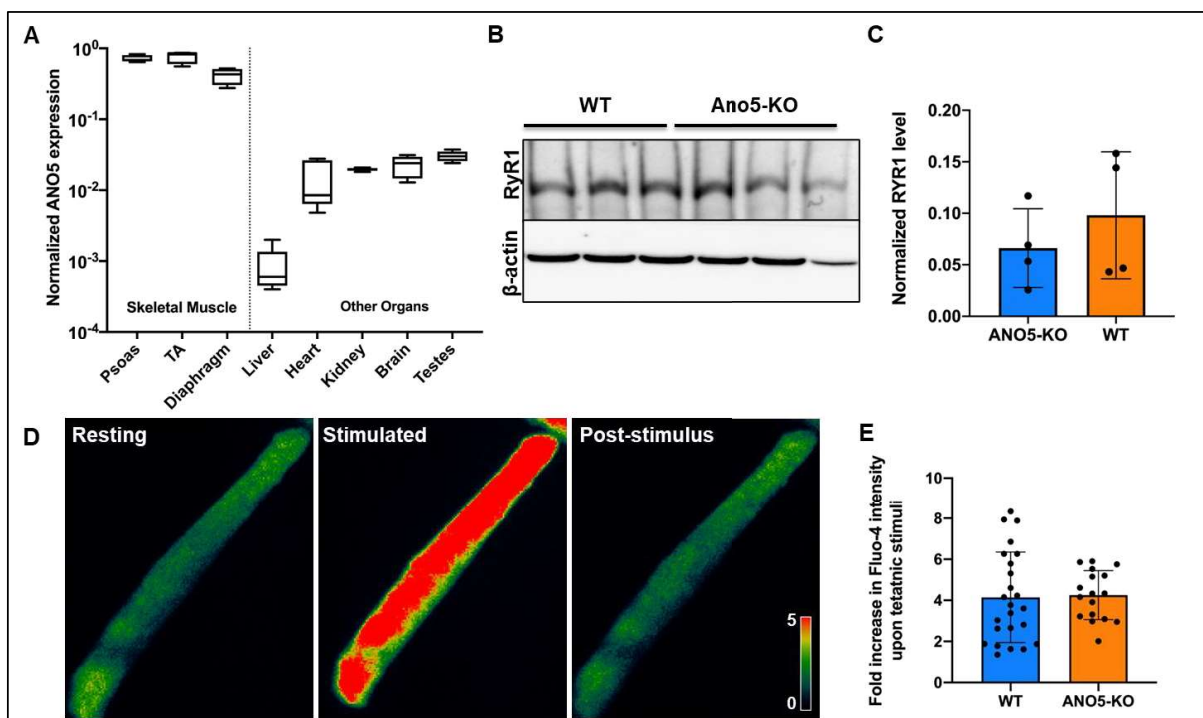 A
Normalized ANO5 expression
10^0
10^-1
10^-2
10^-3
10^-4
Skeletal Muscle
Other Organs
Psoas
TA
Diaphragm
Liver
Heart
Kidney
Brain
Testes
B
WT
Ano5-KO
RyR1
β-actin
C
Normalized RYR1 level
0.20
0.15
0.10
0.05
0.00
ANO5-KO
WT
D
Resting
Stimulated
Post-stimulus
5
0
E
Fold increase in Fluo-4 intensity
upon tetatnic stimuli
10
8
6
4
2
0
WT
ANO5-KO